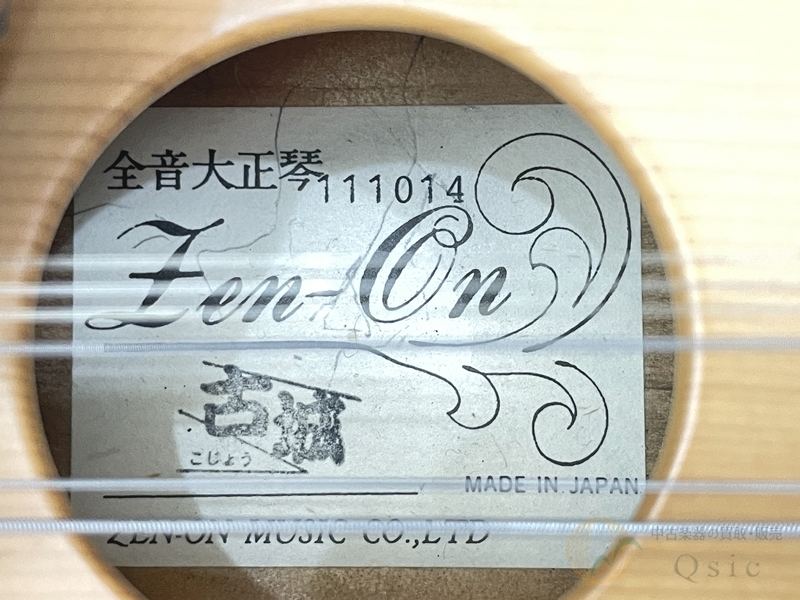 全音大正琴
111014
Zen-On
古城
こじょう
MADE IN JAPAN
ZEN-ON MUSIC CO.,LTD
中古楽器の買取・販売
Qsic